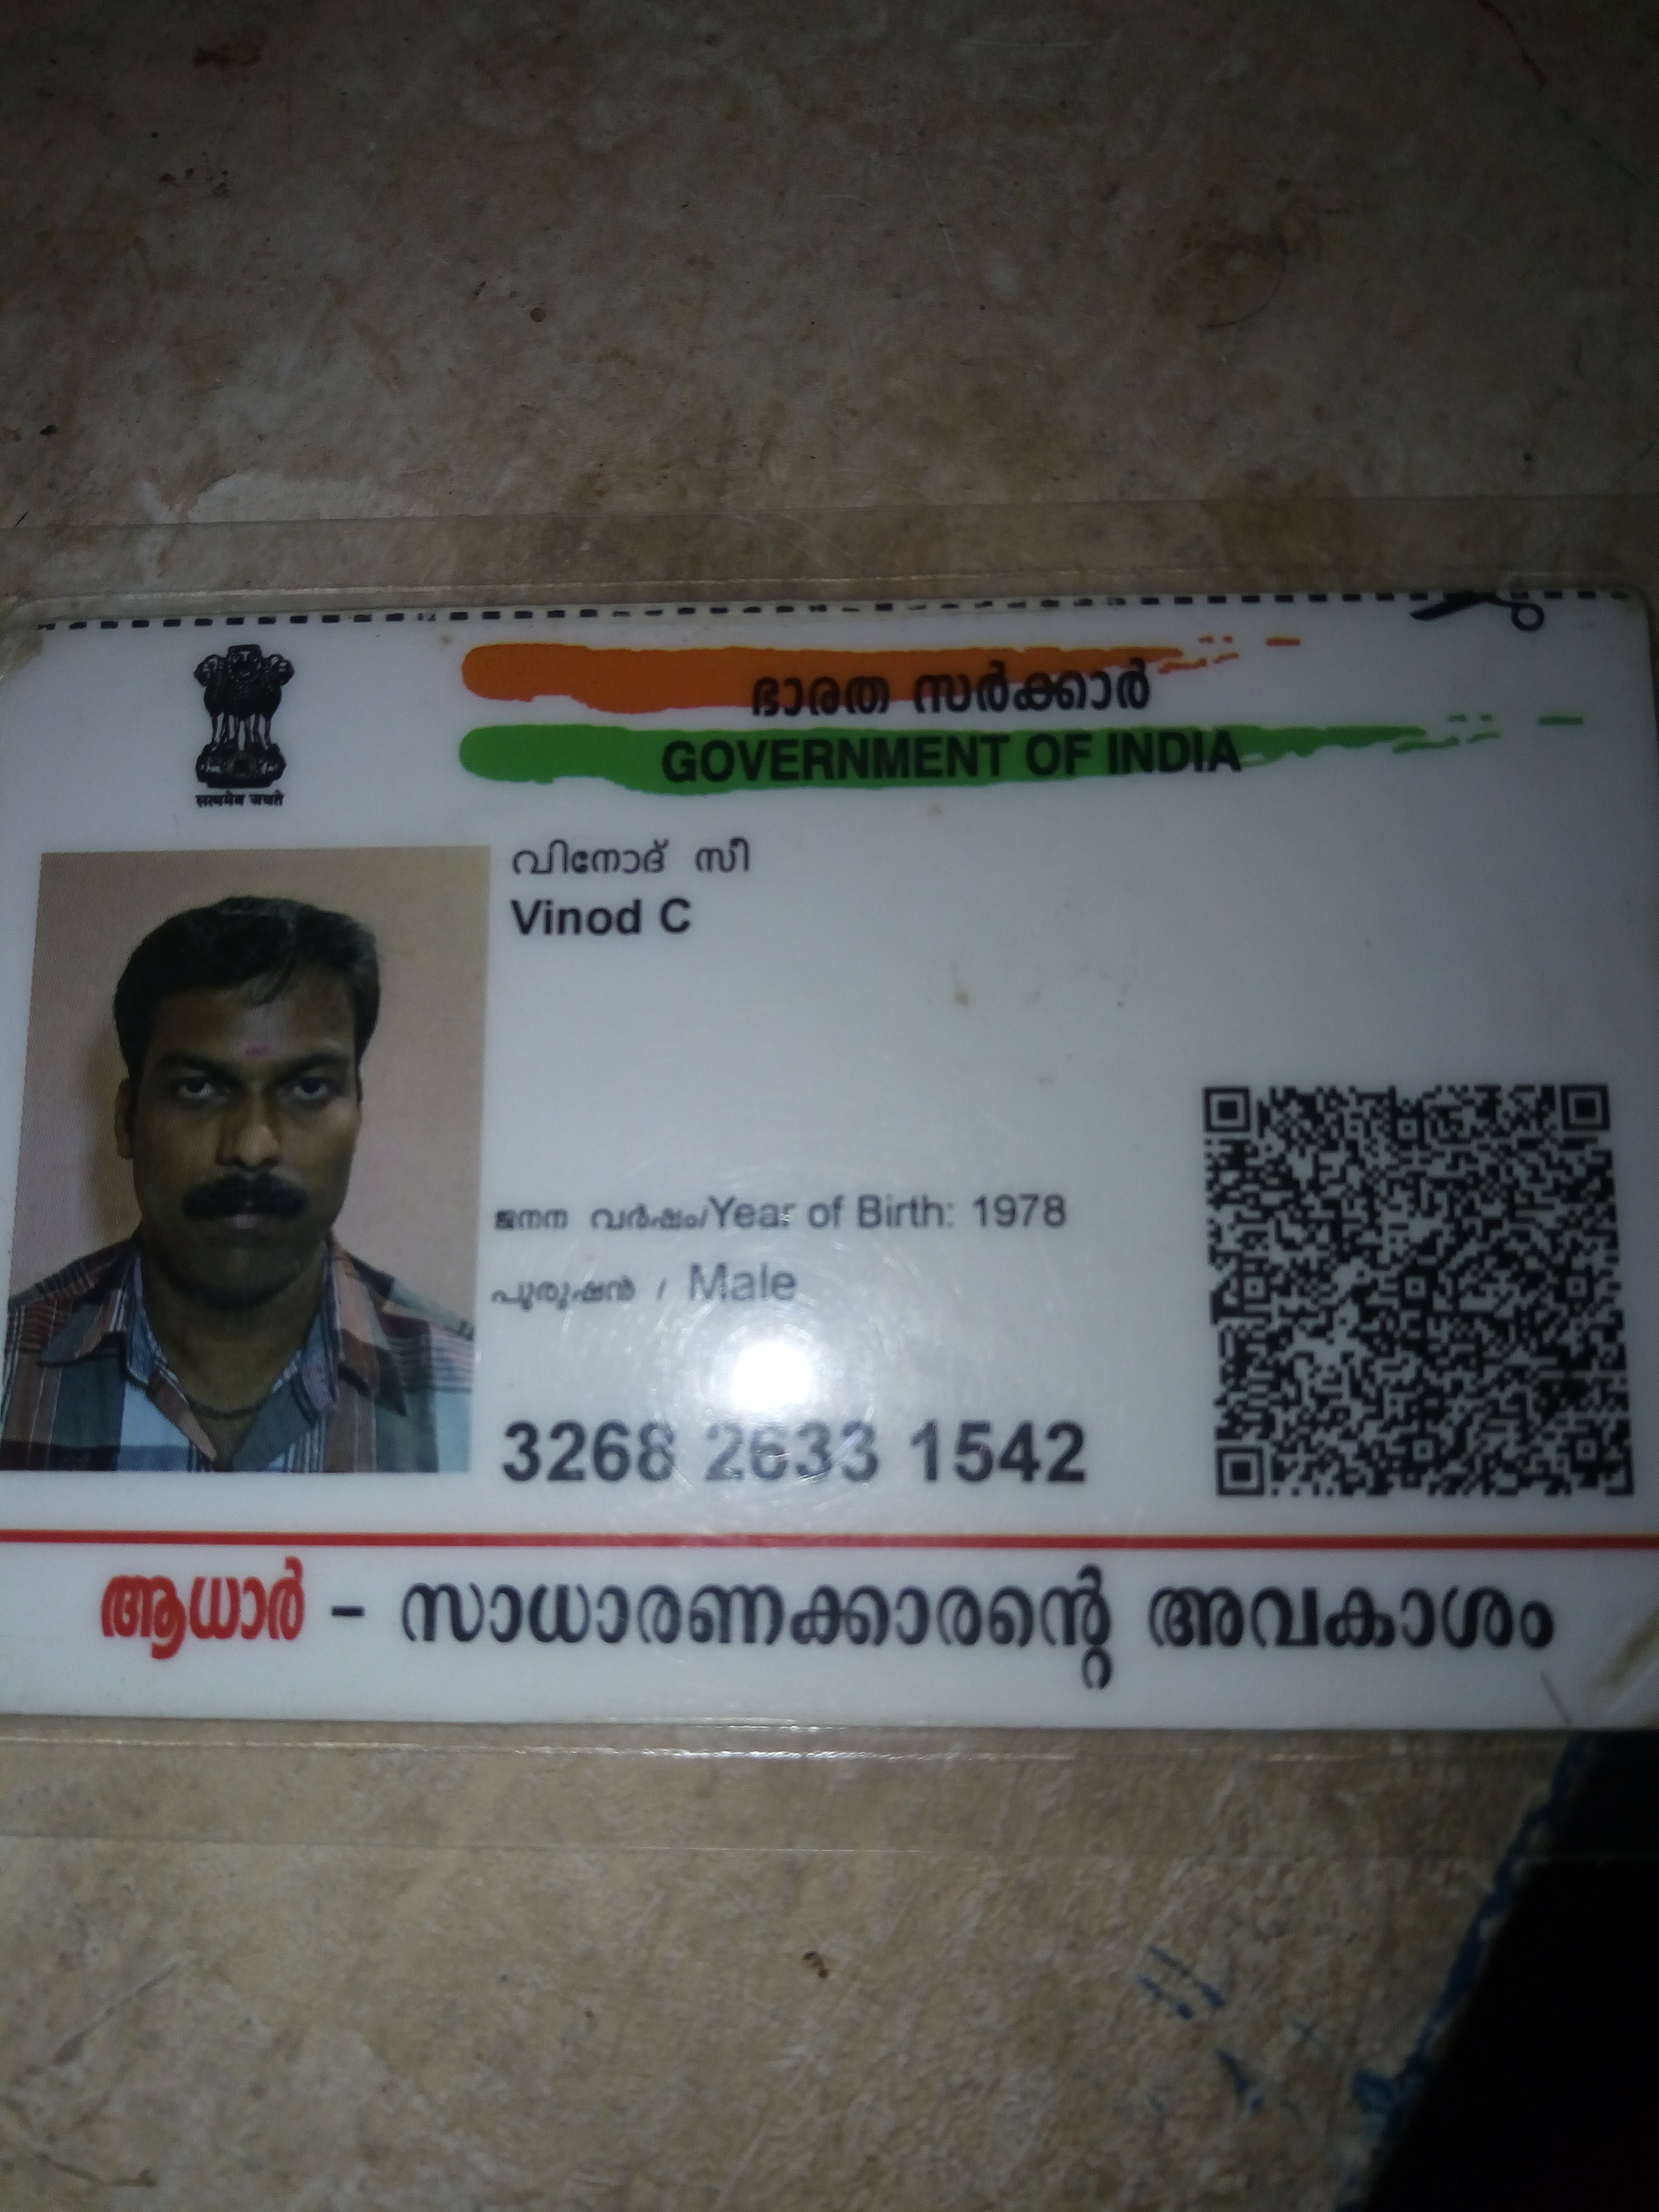 ഭാരത സർക്കാർ
GOVERNMENT OF INDIA
सत्यमेव जयते
വിനോദ് സീ
Vinod C
ജനന വർഷം/Year of Birth: 1978
പുരുഷൻ / Male
3268 2633 1542
ആധാർ - സാധാരണക്കാരന്റെ അവകാശം